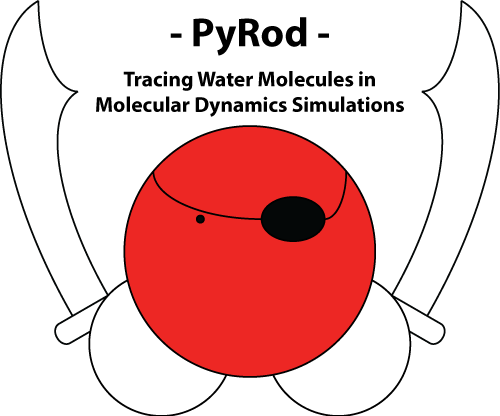 - PyRod -
Tracing Water Molecules in
Molecular Dynamics Simulations